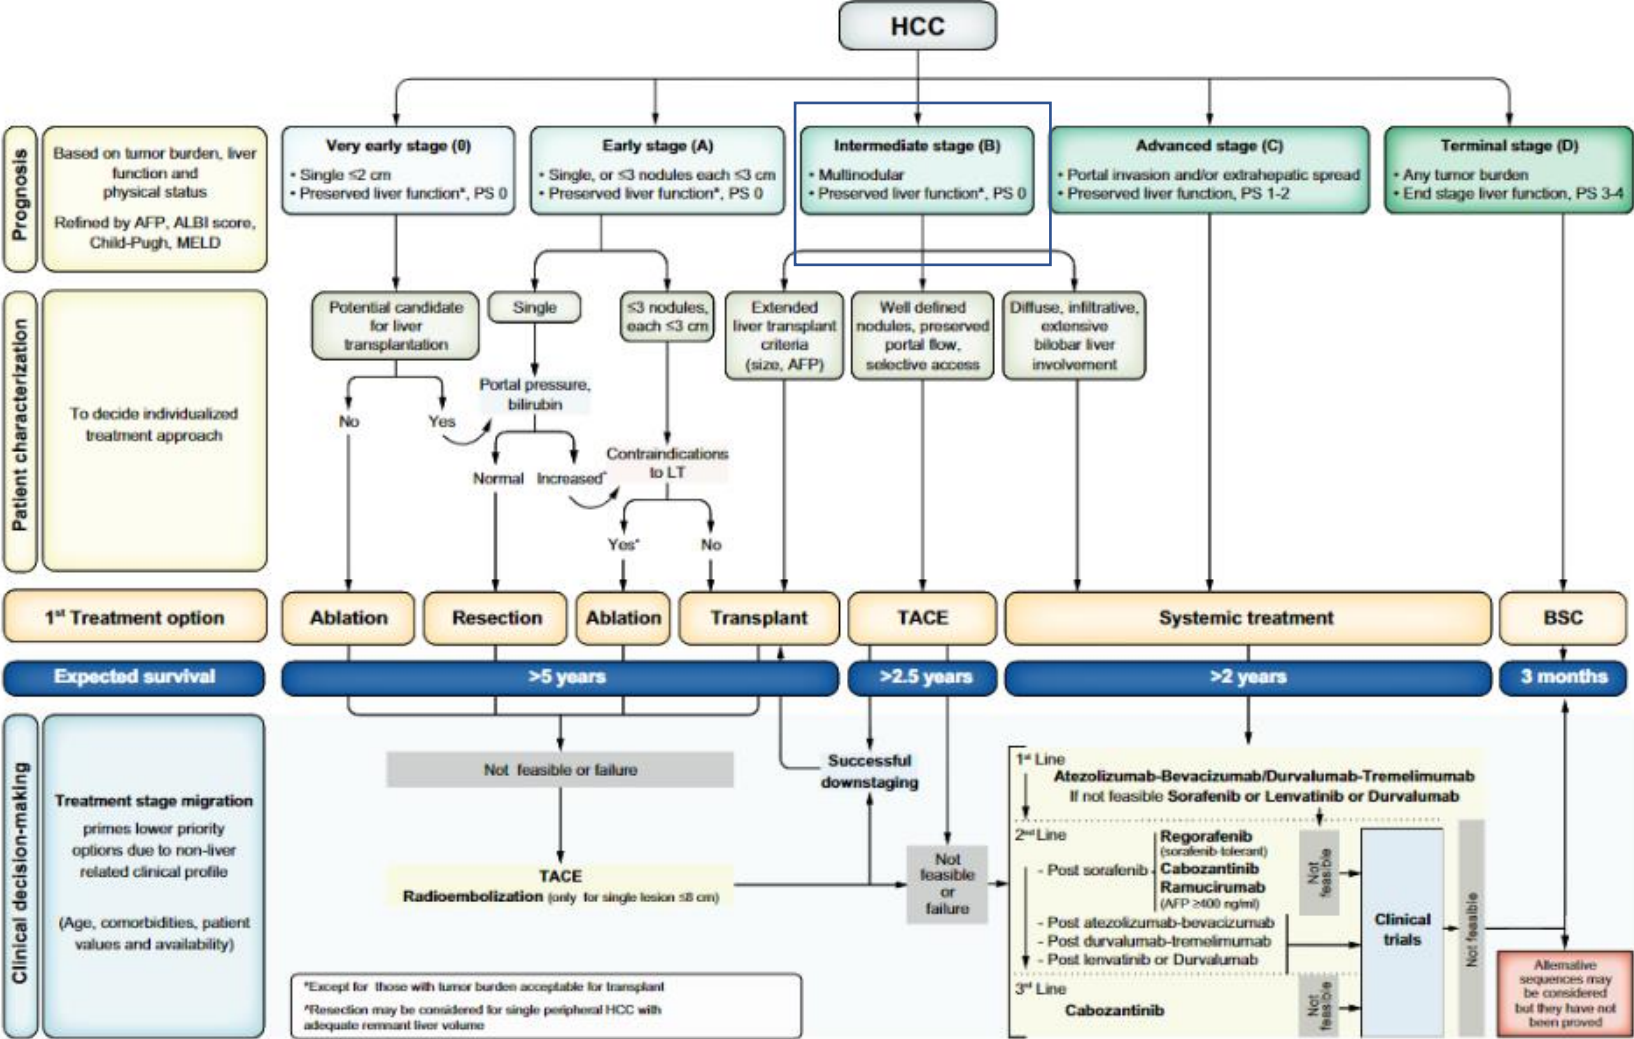 HCC
Prognosis
Based on tumor burden, liver
function and
physical status
Refined by AFP, ALBI score,
Child-Pugh, MELD
Very early stage (0)
• Single ≤2 cm
• Preserved liver function*, PS 0
Early stage (A)
• Single, or ≤3 nodules each ≤3 cm
• Preserved liver function*, PS 0
Intermediate stage (B)
• Multinodular
• Preserved liver function*, PS 0
Advanced stage (C)
• Portal invasion and/or extrahepatic spread
• Preserved liver function, PS 1-2
Terminal stage (D)
• Any tumor burden
• End stage liver function, PS 3-4
Patient characterization
To decide individualized
treatment approach
Potential candidate
for liver
transplantation
Single
≤3 nodules,
each ≤3 cm
Extended
liver transplant
criteria
(size, AFP)
Well defined
nodules, preserved
portal flow,
selective access
Diffuse, infiltrative,
extensive
bilobar liver
involvement
No
Yes
Portal pressure,
bilirubin
Normal
Increased^
Contraindications
to LT
Yes^
No
1st Treatment option
Ablation
Resection
Ablation
Transplant
TACE
Systemic treatment
BSC
Expected survival
>5 years
>2.5 years
>2 years
3 months
Clinical decision-making
Treatment stage migration
primes lower priority
options due to non-liver
related clinical profile
(Age, comorbidities, patient
values and availability)
Not feasible or failure
TACE
Radioembolization (only for single lesion ≤8 cm)
Successful
downstaging
Not
feasible
or
failure
1st Line
Atezolizumab-Bevacizumab/Durvalumab-Tremelimumab
If not feasible Sorafenib or Lenvatinib or Durvalumab
2nd Line
- Post sorafenib
Regorafenib
(sorafenib-tolerant)
Cabozantinib
Ramucirumab
(AFP ≥400 ng/ml)
- Post atezolizumab-bevacizumab
- Post durvalumab-tremelimumab
- Post lenvatinib or Durvalumab
Not
feasible
3rd Line
Cabozantinib
Not
feasible
Clinical
trials
Not feasible
Alternative
sequences may
be considered
but they have not
been proved
*Except for those with tumor burden acceptable for transplant
^Resection may be considered for single peripheral HCC with
adequate remnant liver volume